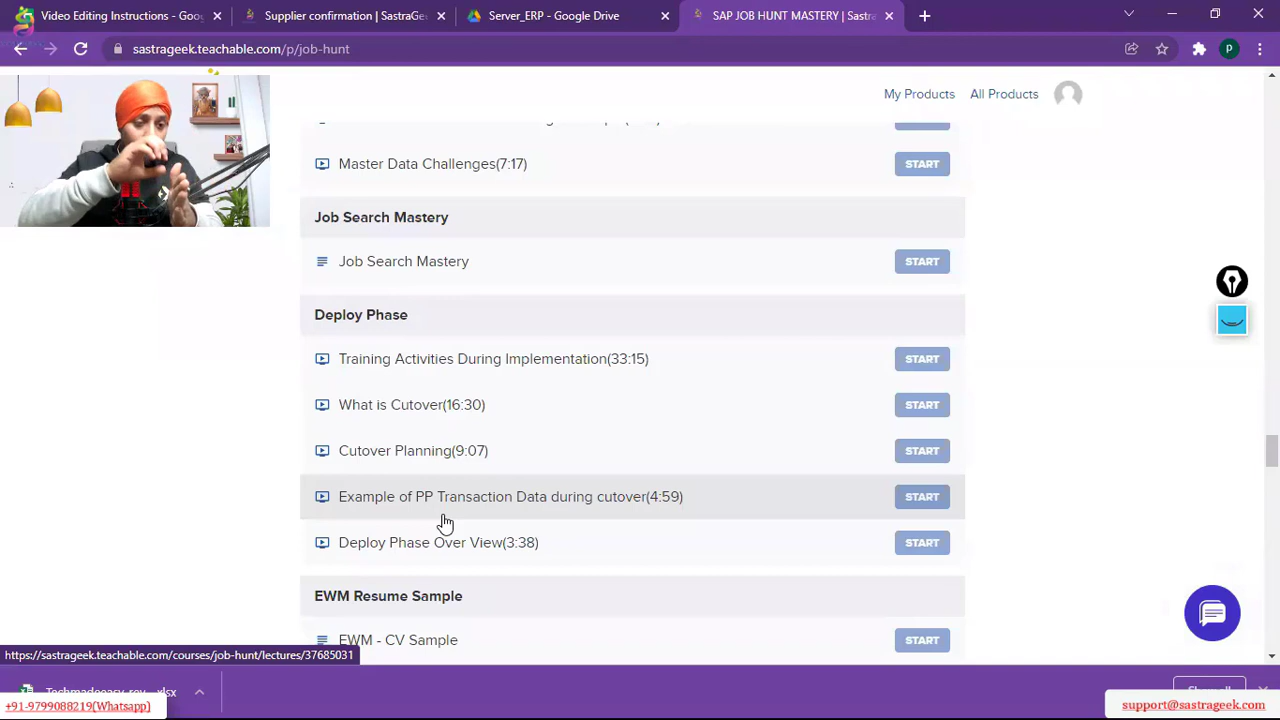 Video Editing Instructions - Goo
Supplier confirmation | SastraGe
Server_ERP - Google Drive
SAP JOB HUNT MASTERY | Sastra
sastrageek.teachable.com/p/job-hunt
P
My Products
All Products
Master Data Challenges(7:17)
START
Job Search Mastery
Job Search Mastery
START
Deploy Phase
Training Activities During Implementation(33:15)
START
What is Cutover(16:30)
START
Cutover Planning(9:07)
START
Example of PP Transaction Data during cutover(4:59)
START
Deploy Phase Over View(3:38)
START
EWM Resume Sample
EWM - CV Sample
START
https://sastrageek.teachable.com/courses/job-hunt/lectures/37685031
+91-9799088219(Whatsapp)
support@sastrageek.com